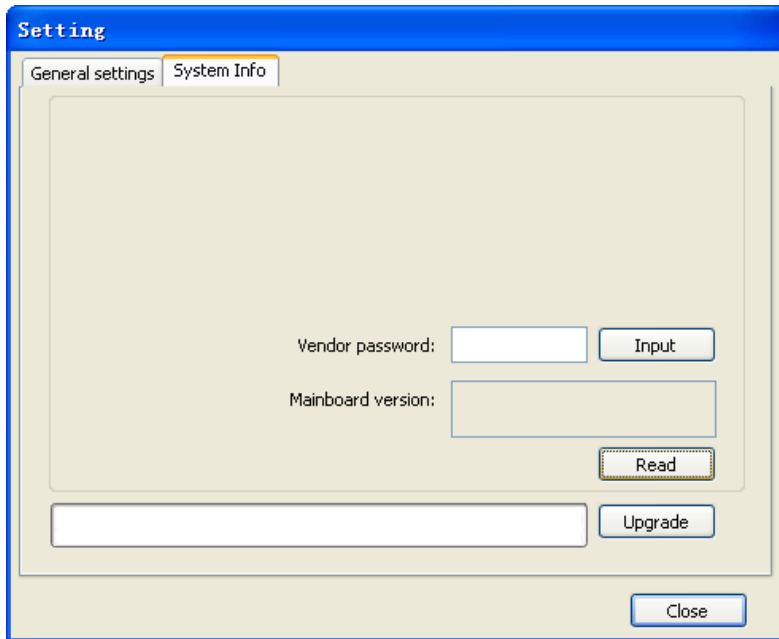 Setting
General settings System Info
Vendor password: Input
Mainboard version:
Read
Upgrade
Close